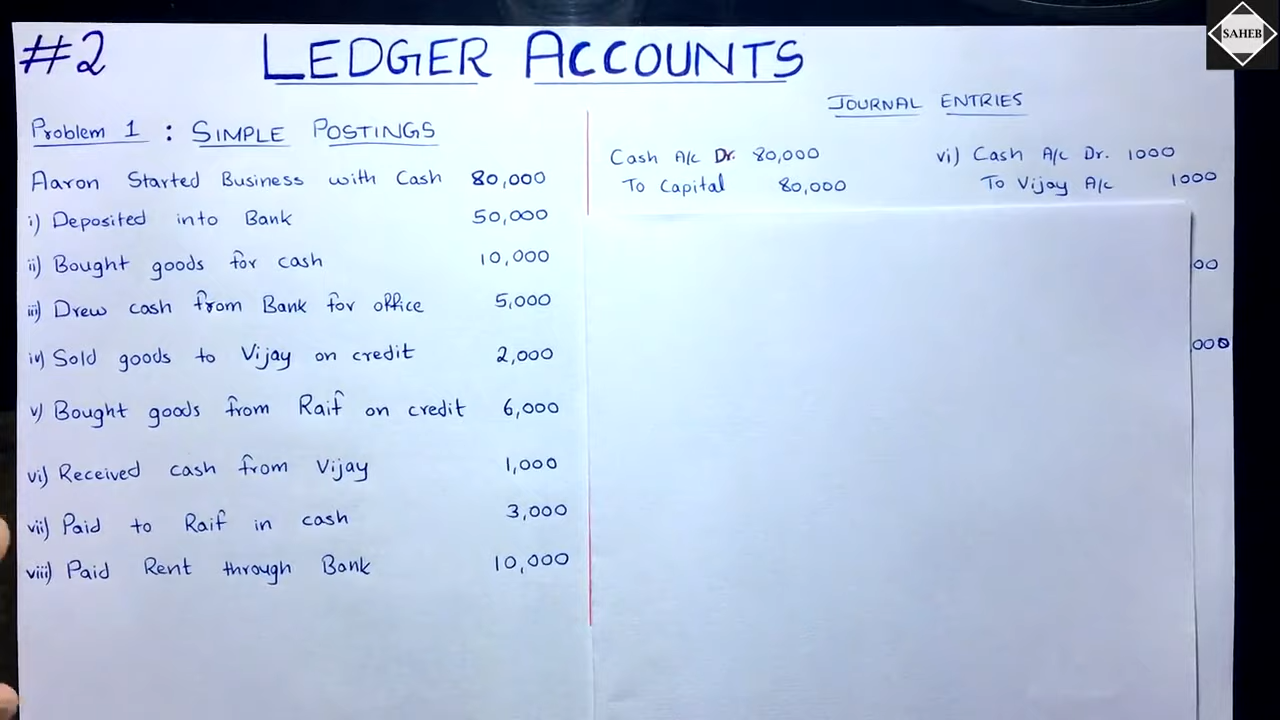 #2 LEDGER ACCOUNTS
SAHEB
Problem 1 : SIMPLE POSTINGS
Aaron Started Business with Cash 80,000
i) Deposited into Bank 50,000
ii) Bought goods for cash 10,000
iii) Drew cash from Bank for office 5,000
iv) Sold goods to Vijay on credit 2,000
v) Bought goods from Raif on credit 6,000
vi) Received cash from Vijay 1,000
vii) Paid to Raif in cash 3,000
viii) Paid Rent through Bank 10,000
JOURNAL ENTRIES
Cash A/c Dr. 80,000
To Capital 80,000
vi) Cash A/c Dr. 1000
To Vijay A/c 1000
00
000